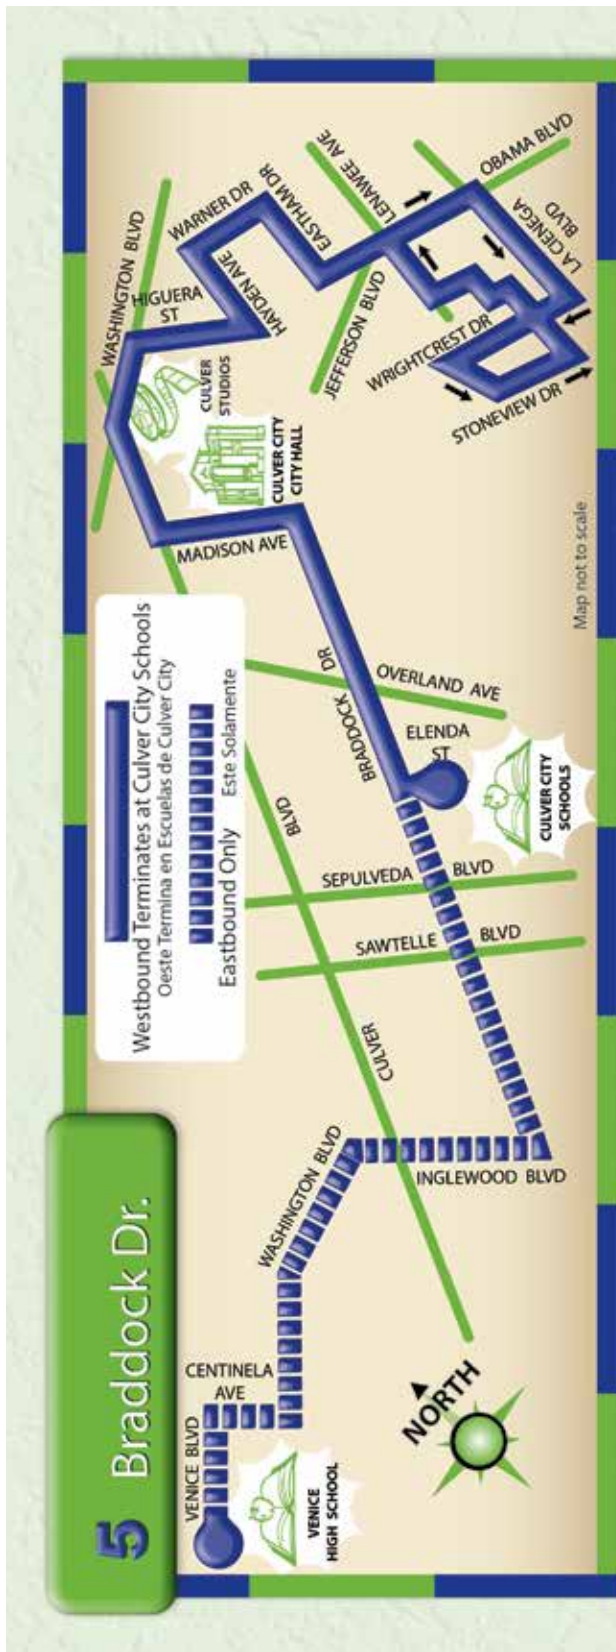 5 Braddock Dr.
Westbound Terminates at Culver City Schools
Oeste Termina en Escuelas de Culver City
Eastbound Only Este Solamente
VENICE BLVD
VENICE
HIGH SCHOOL
CENTINELA
AVE
WASHINGTON BLVD
INGLEWOOD BLVD
CULVER
BLVD
SAWTELLE BLVD
SEPULVEDA BLVD
BRADDOCK DR
ELENDA
ST
CULVER CITY
SCHOOLS
OVERLAND AVE
MADISON AVE
CULVER CITY
CITY HALL
CULVER
STUDIOS
WASHINGTON BLVD
HIGUERA
ST
HAYDEN AVE
WARNER DR
EASTHAM DR
JEFFERSON BLVD
LENAWEE AVE
OBAMA BLVD
LA CIENEGA
BLVD
WRIGHTCREST DR
STONEVIEW DR
NORTH
Map not to scale